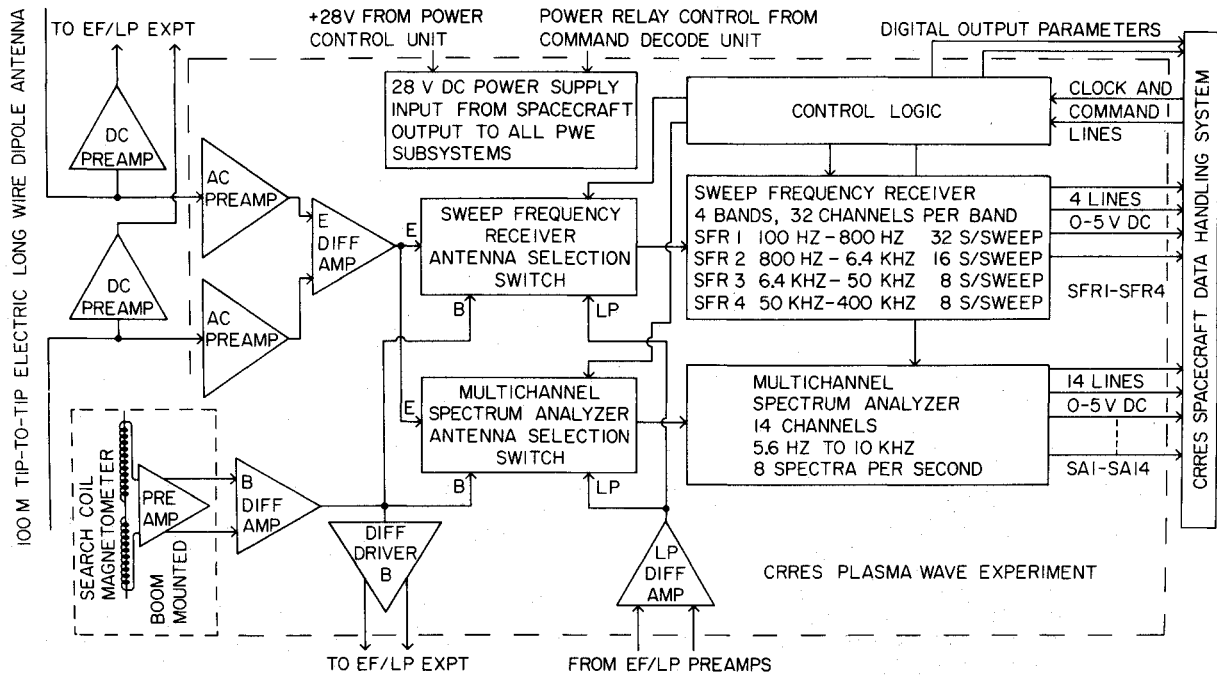 100 M TIP-TO-TIP ELECTRIC LONG WIRE DIPOLE ANTENNA
TO EF/LP EXPT
+28V FROM POWER
CONTROL UNIT
POWER RELAY CONTROL FROM
COMMAND DECODE UNIT
DIGITAL OUTPUT PARAMETERS
28 V DC POWER SUPPLY
INPUT FROM SPACECRAFT
OUTPUT TO ALL PWE
SUBSYSTEMS
CONTROL LOGIC
CLOCK AND
COMMAND
LINES
CRRES SPACECRAFT DATA HANDLING SYSTEM
DC
PREAMP
AC
PREAMP
E
DIFF
AMP
E
SWEEP FREQUENCY
RECEIVER
ANTENNA SELECTION
SWITCH
B
LP
SWEEP FREQUENCY RECEIVER
4 BANDS, 32 CHANNELS PER BAND
SFR 1 100 HZ-800 HZ 32 S/SWEEP
SFR 2 800 HZ-6.4 KHZ 16 S/SWEEP
SFR 3 6.4 KHZ-50 KHZ 8 S/SWEEP
SFR 4 50 KHZ-400 KHZ 8 S/SWEEP
4 LINES
0-5V DC
SFR1-SFR4
DC
PREAMP
AC
PREAMP
E
MULTICHANNEL
SPECTRUM ANALYZER
ANTENNA SELECTION
SWITCH
B
LP
MULTICHANNEL
SPECTRUM ANALYZER
14 CHANNELS
5.6 HZ TO 10 KHZ
8 SPECTRA PER SECOND
14 LINES
0-5V DC
SA1-SA14
SEARCH COIL
MAGNETOMETER
PRE
AMP
BOOM
MOUNTED
B
DIFF
AMP
DIFF
DRIVER
B
LP
DIFF
AMP
CRRES PLASMA WAVE EXPERIMENT
TO EF/LP EXPT
FROM EF/LP PREAMPS